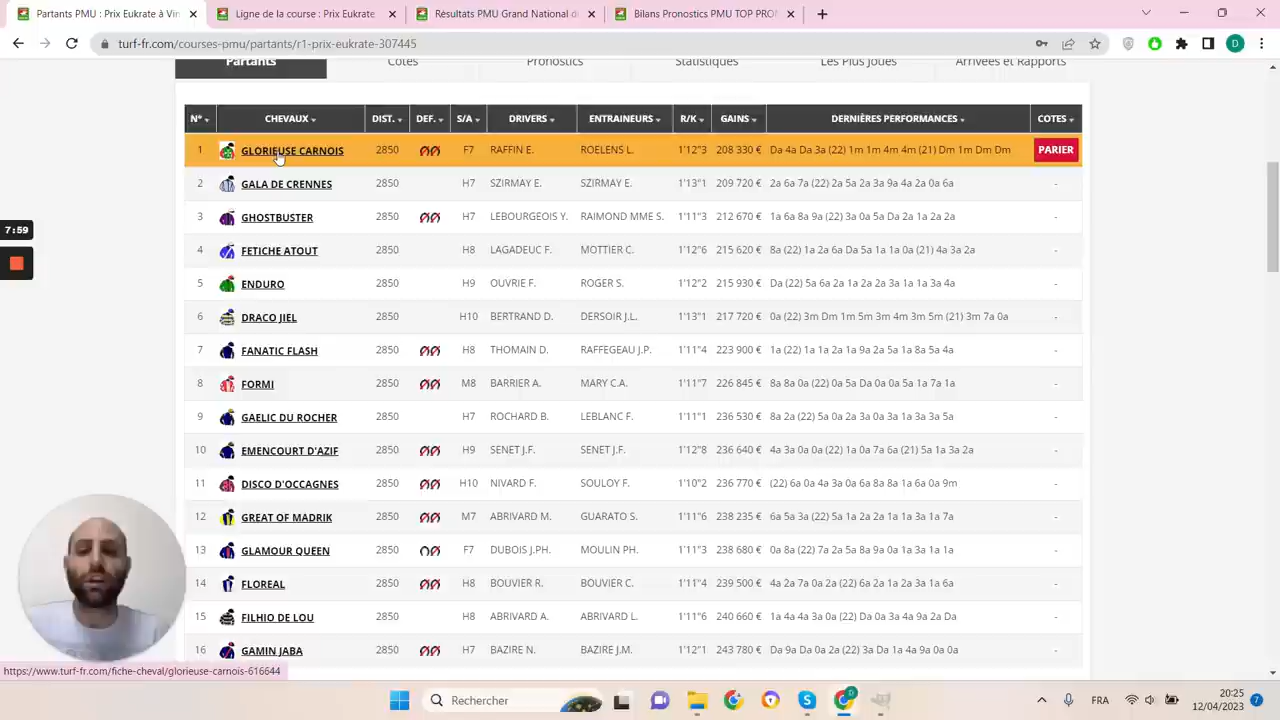 Partants PMU : Prix Eukrate à Vin
Ligne de Jeu PMU
Résultats PMU Grand National d
Bilans Pronostics PMU TOP PRO
turf-fr.com/courses-pmu/partants/r1-prix-eukrate-307445
D
Partants
Cotes
Pronostics
Statistiques
Les Plus Joués
Arrivées et Rapports
N° CHEVAUX DIST. DEF. S/A DRIVERS ENTRAINEURS R/K GAINS DERNIÈRES PERFORMANCES COTES
1 GLORIEUSE CARNOIS 2850 F7 RAFFIN E. ROELENS L. 1'12"3 208 330 € Da 4a Da 3a (22) 1m 1m 4m 4m (21) Dm 1m Dm Dm PARIER
2 GALA DE CRENNES 2850 H7 SZIRMAY E. SZIRMAY E. 1'13"1 209 720 € 2a 6a 7a (22) 2a 5a 2a 3a 9a 4a 2a 0a 6a -
3 GHOSTBUSTER 2850 H7 LEBOURGEOIS Y. RAIMOND MME S. 1'11"3 212 670 € 1a 6a 8a 9a (22) 3a 0a 5a Da 2a 1a 2a 2a -
4 FETICHE ATOUT 2850 H8 LAGADEUC F. MOTTIER C. 1'12"6 215 620 € 8a (22) 1a 2a 6a Da 5a 1a 1a 0a (21) 4a 3a 2a -
5 ENDURO 2850 H9 OUVRIE F. ROGER S. 1'12"2 215 930 € Da (22) 5a 6a 2a 1a 2a 2a 3a 1a 3a 4a -
6 DRACO JIEL 2850 H10 BERTRAND D. DERSOIR J.L. 1'13"1 217 720 € 0a (22) 3m Dm 1m 5m 3m 4m 3m 5m (21) 3m 7a 0a -
7 FANATIC FLASH 2850 H8 THOMAIN D. RAFFEGEAU J.P. 1'11"4 223 900 € 1a (22) 1a 1a 2a 1a 9a 2a 5a 1a 8a 5a 4a -
8 FORMI 2850 M8 BARRIER A. MARY C.A. 1'11"7 226 845 € 8a 8a 0a (22) 0a 5a Da 0a 0a 5a 1a 7a 1a -
9 GAELIC DU ROCHER 2850 H7 ROCHARD B. LEBLANC F. 1'11"1 236 530 € 8a 2a (22) 5a 0a 2a 3a 0a 3a 1a 3a 3a 5a -
10 EMENCOURT D'AZIF 2850 H9 SENET J.F. SENET J.F. 1'12"8 236 640 € 4a 3a 0a 0a (22) 1a 0a 7a 6a (21) 5a 1a 3a 2a -
11 DISCO D'OCCAGNES 2850 H10 NIVARD F. SOULOY F. 1'10"2 236 770 € (22) 6a 0a 4a 3a 0a 6a 8a 8a 1a 6a 0a 9m -
12 GREAT OF MADRIK 2850 M7 ABRIVARD M. GUARATO S. 1'11"6 238 235 € 6a 5a 3a (22) 5a 1a 2a 2a 1a 1a 3a 1a 7a -
13 GLAMOUR QUEEN 2850 F7 DUBOIS J.PH. MOULIN PH. 1'11"3 238 680 € 0a 8a (22) 7a 2a 5a 8a 9a 0a 1a 3a 1a 1a -
14 FLOREAL 2850 H8 BOUVIER R. BOUVIER C. 1'11"4 239 500 € 4a 2a 7a 0a 2a (22) 6a 2a 1a 2a 3a 1a 6a -
15 FILHIO DE LOU 2850 H8 ABRIVARD A. ABRIVARD L. 1'11"6 240 660 € 1a 4a 4a 3a 0a (22) Da 0a 3a 4a 9a 2a Da -
16 GAMIN JABA 2850 H7 BAZIRE N. BAZIRE J.M. 1'12"1 243 780 € Da 9a Da 0a 2a (22) 3a Da 1a 4a 9a 0a 0a -
7:59
https://www.turf-fr.com/fiche-cheval/glorieuse-carnois-616644
Rechercher
FRA
20:25
12/04/2023
7